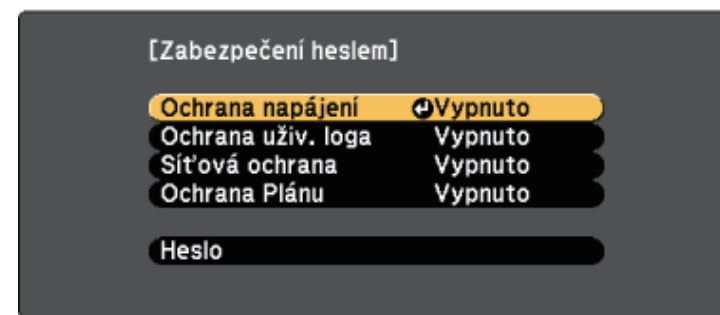 [Zabezpečení heslem]
Ochrana napájení Vypnuto
Ochrana uživ. loga Vypnuto
Síťová ochrana Vypnuto
Ochrana Plánu Vypnuto
Heslo